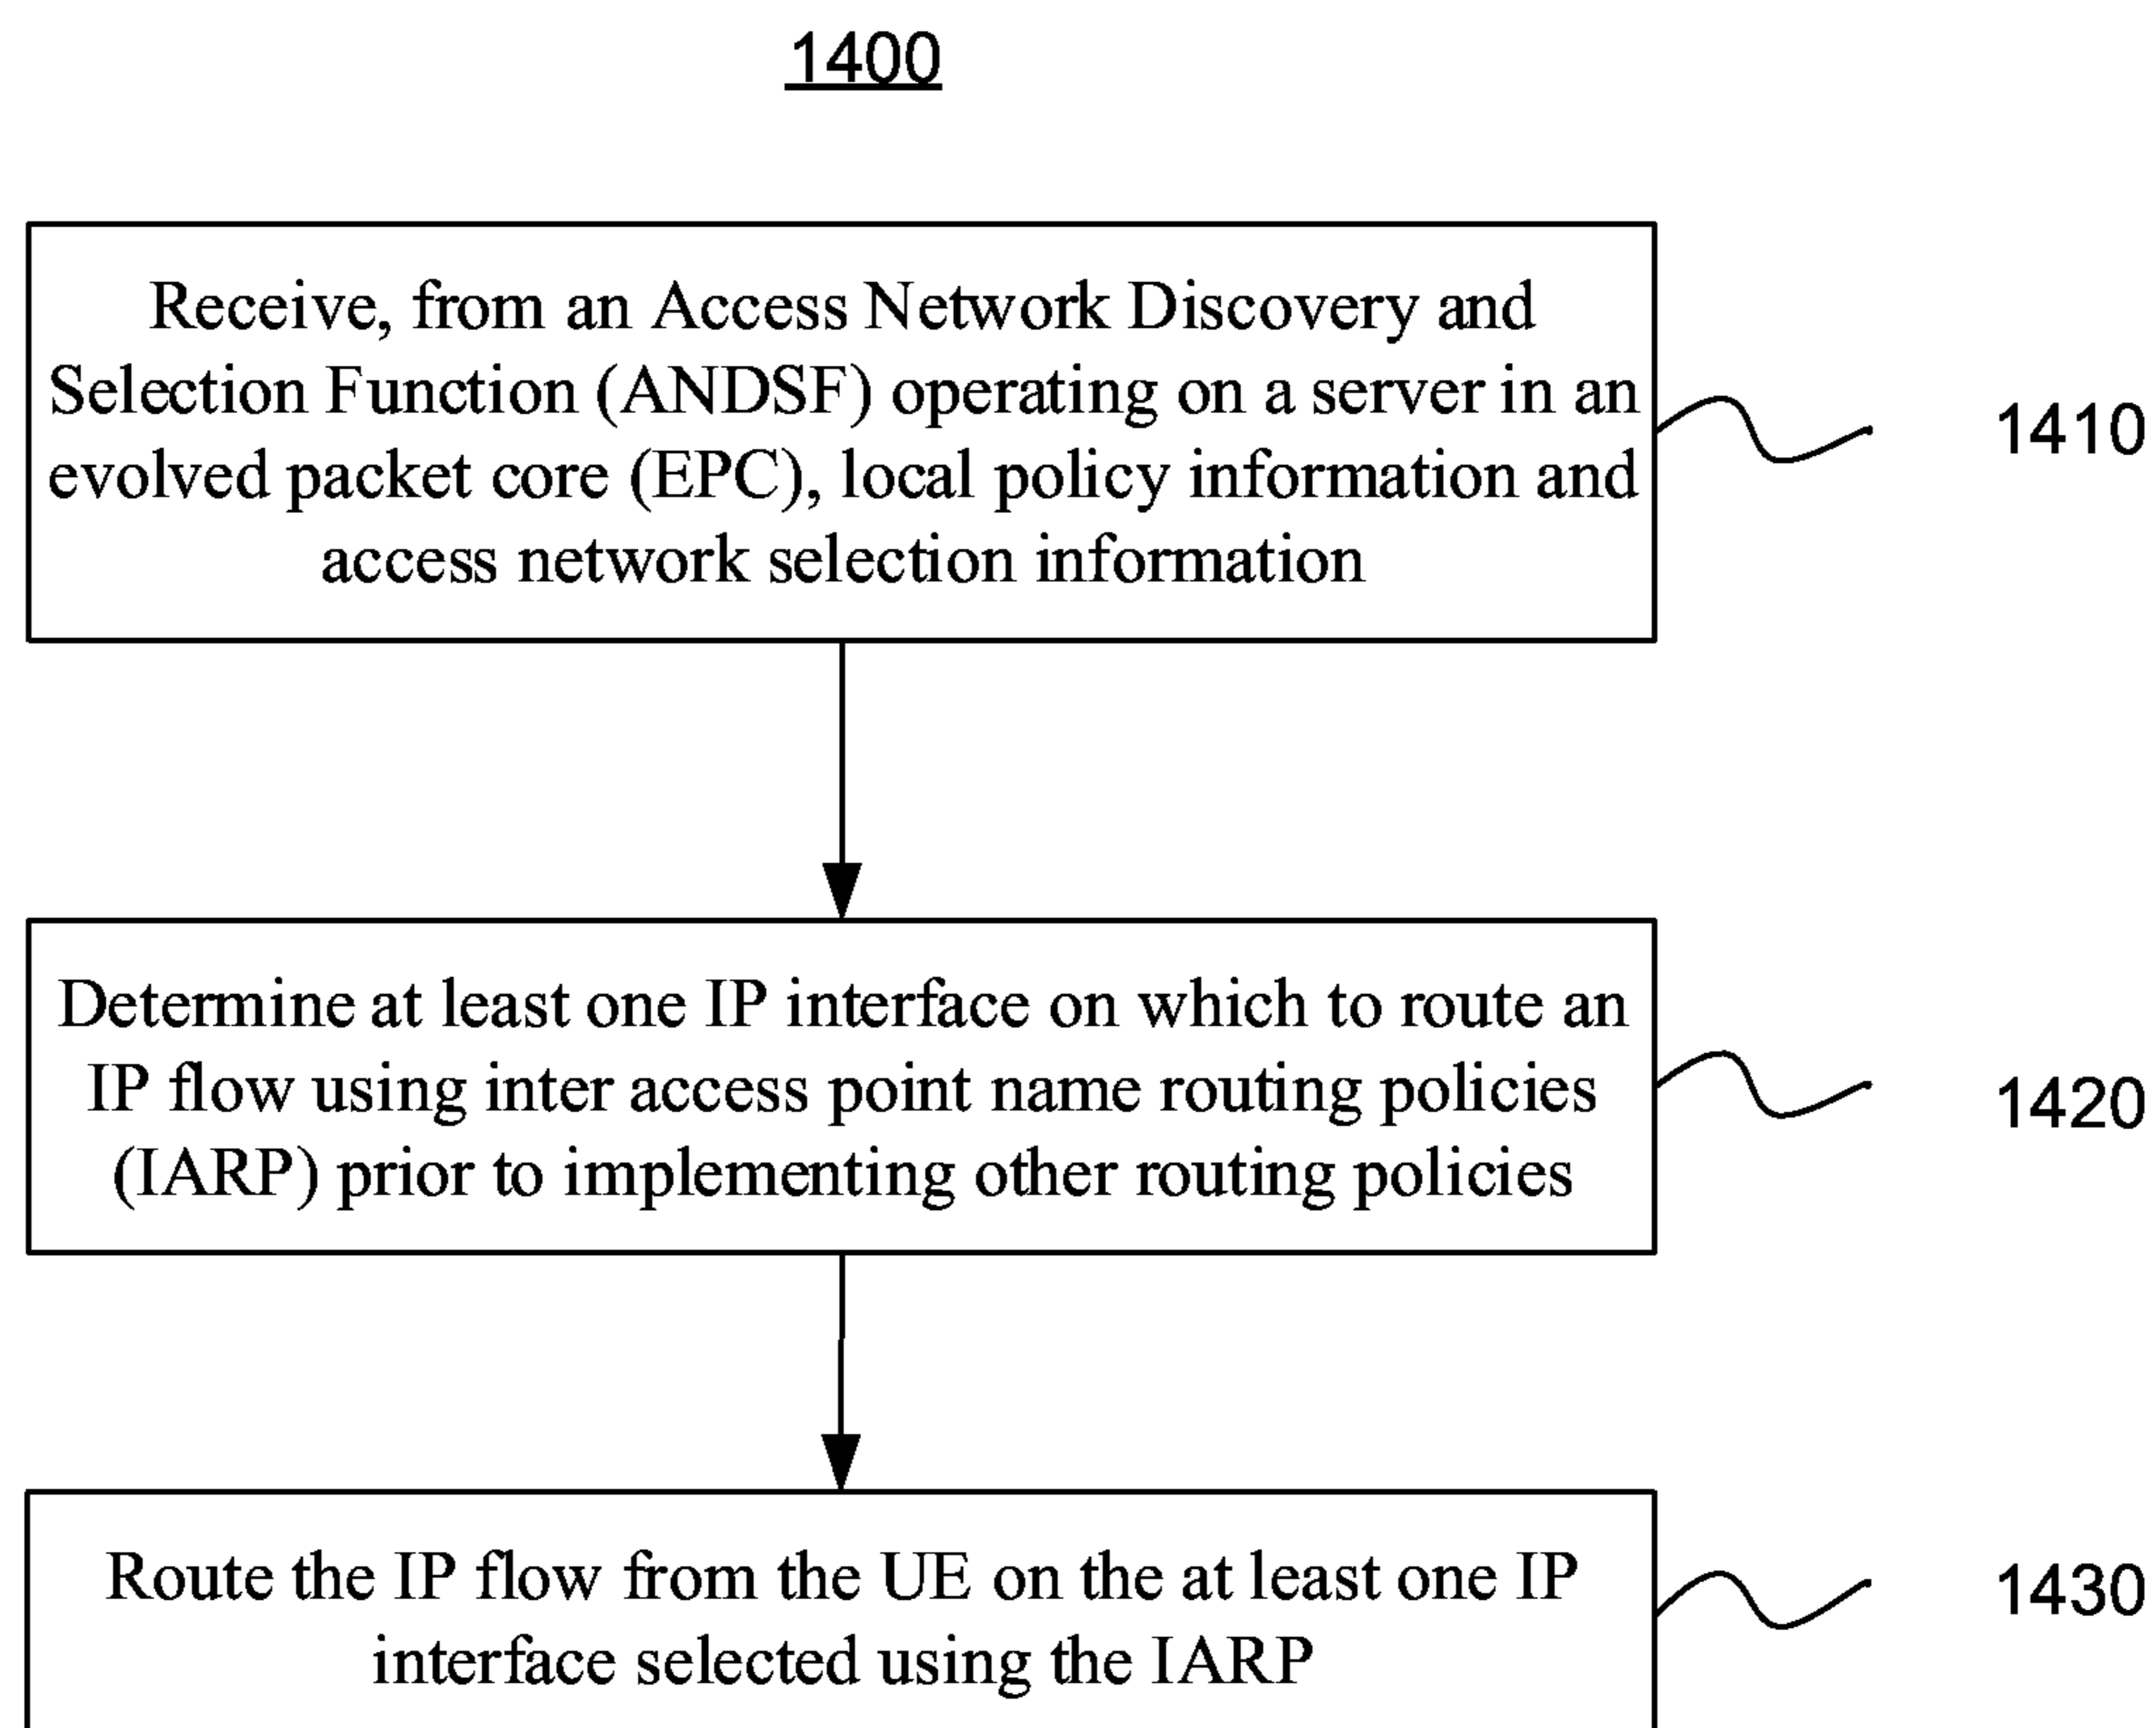 1400
Receive, from an Access Network Discovery and
Selection Function (ANDSF) operating on a server in an
evolved packet core (EPC), local policy information and
access network selection information
1410
Determine at least one IP interface on which to route an
IP flow using inter access point name routing policies
(IARP) prior to implementing other routing policies
1420
Route the IP flow from the UE on the at least one IP
interface selected using the IARP
1430